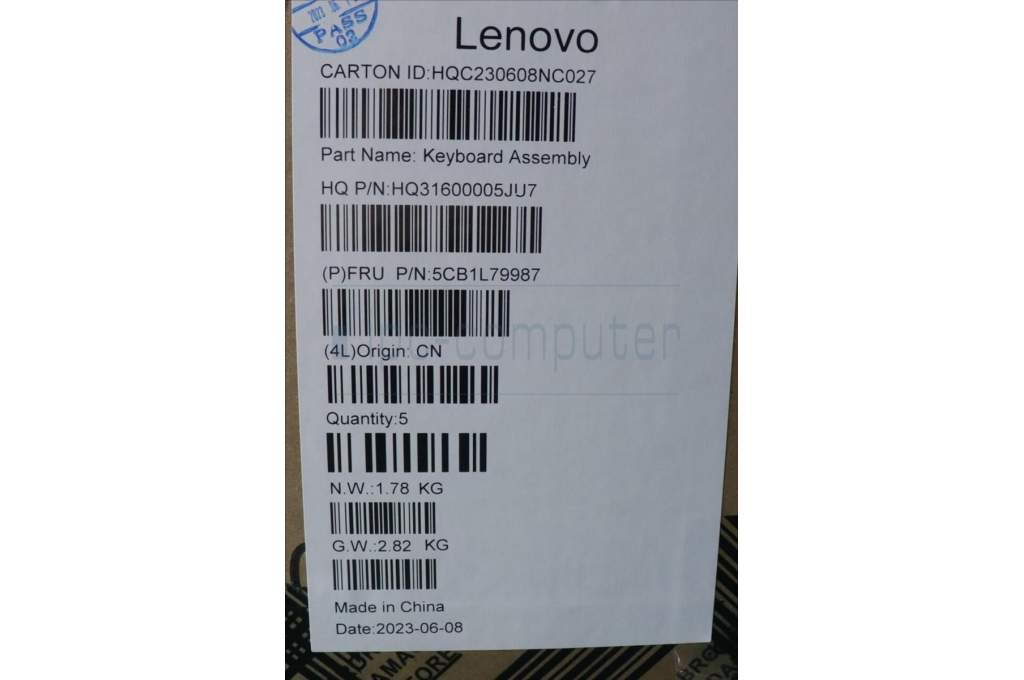 PASS
03
Lenovo
CARTON ID:HQC230608NC027
Part Name: Keyboard Assembly
HQ P/N:HQ31600005JU7
(P)FRU P/N:5CB1L79987
-computer
(4L)Origin: CN
Quantity:5
N.W.:1.78 KG
G.W.:2.82 KG
Made in China
Date:2023-06-08